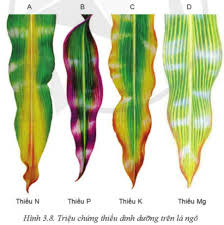 A B C D
Thiếu N Thiếu P Thiếu K Thiếu Mg
Hình 3.8. Triệu chứng thiếu dinh dưỡng trên lá ngô